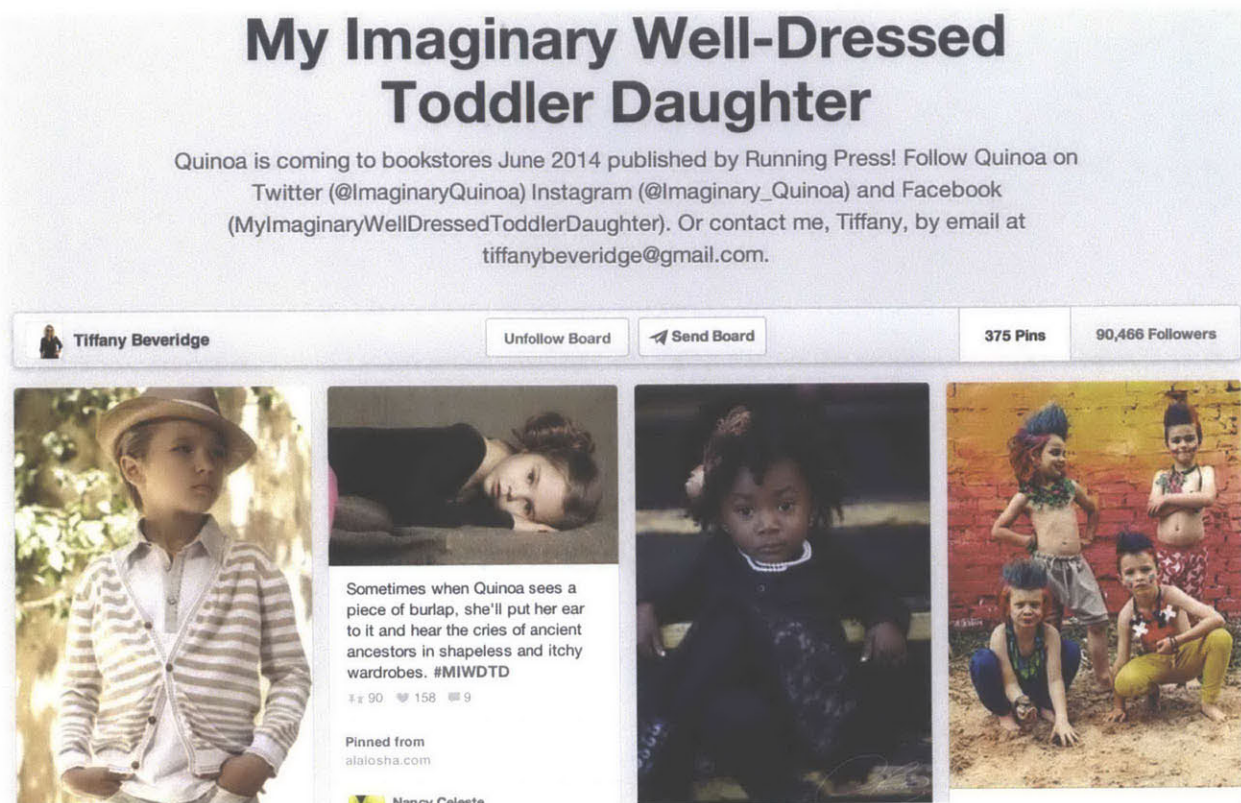 My Imaginary Well-Dressed
Toddler Daughter
Quinoa is coming to bookstores June 2014 published by Running Press! Follow Quinoa on
Twitter (@ImaginaryQuinoa) Instagram (@Imaginary_Quinoa) and Facebook
(MyImaginaryWellDressedToddlerDaughter). Or contact me, Tiffany, by email at
tiffanybeveridge@gmail.com.
Tiffany Beveridge
Unfollow Board
Send Board
375 Pins
90,466 Followers
Sometimes when Quinoa sees a
piece of burlap, she'll put her ear
to it and hear the cries of ancient
ancestors in shapeless and itchy
wardrobes. #MIWDTD
90 158 9
Pinned from
alalosha.com
Nancy Celeste